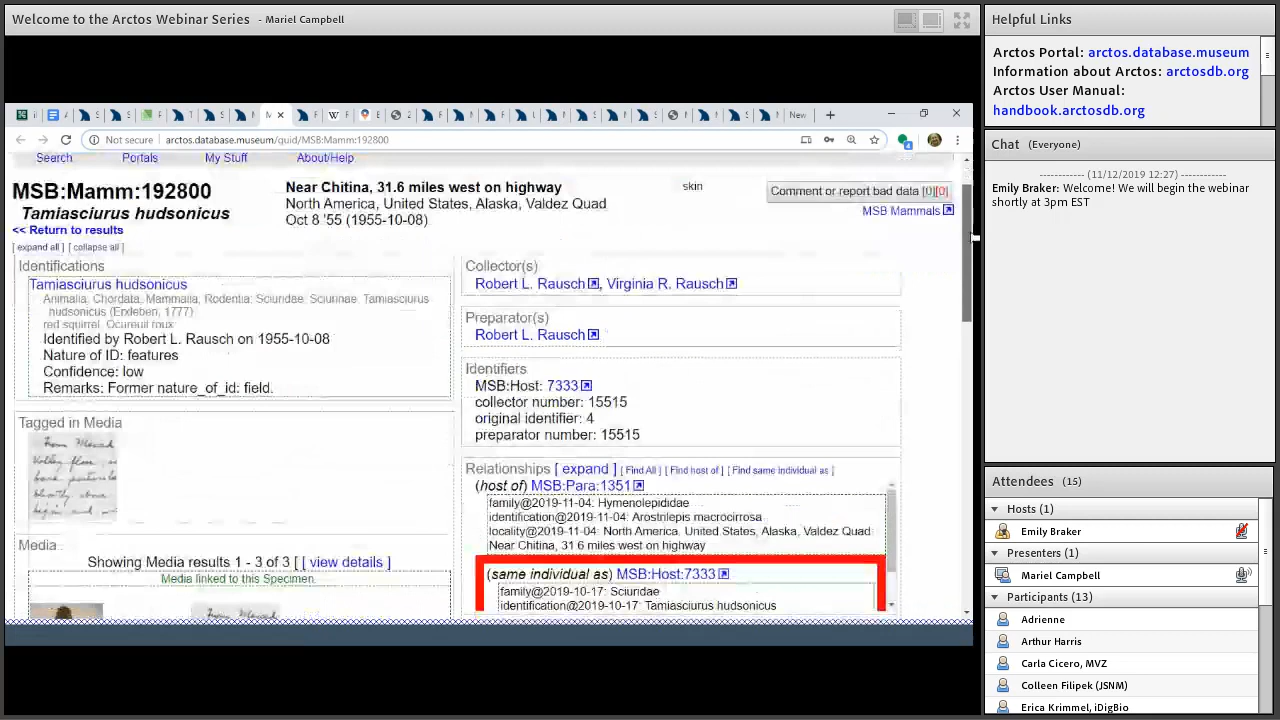 Welcome to the Arctos Webinar Series - Mariel Campbell
Not secure | arctos.database.museum/guid/MSB:Mamm:192800
New
Search Portals My Stuff About/Help
MSB:Mamm:192800
Tamiasciurus hudsonicus
<< Return to results
[ expand all ] [ collapse all ]
Near Chitina, 31.6 miles west on highway
North America, United States, Alaska, Valdez Quad
Oct 8 '55 (1955-10-08)
skin
Comment or report bad data [0][0]
MSB Mammals
Identifications
Tamiasciurus hudsonicus
Animalia, Chordata, Mammalia, Rodentia, Sciuridae, Sciurinae, Tamiasciurus
hudsonicus (Erxleben, 1777)
red squirrel, Ecureuil roux
Identified by Robert L. Rausch on 1955-10-08
Nature of ID: features
Confidence: low
Remarks: Former nature_of_id: field.
Tagged in Media
Media
Showing Media results 1 - 3 of 3 [ [ view details ]
Media linked to this Specimen.
Collector(s)
Robert L. Rausch, Virginia R. Rausch
Preparator(s)
Robert L. Rausch
Identifiers
MSB:Host: 7333
collector number: 15515
original identifier: 4
preparator number: 15515
Relationships [ expand ] [ Find All ] [ Find host of ] [ Find same individual as ]
(host of) MSB:Para:1351
family@2019-11-04: Hymenolepididae
identification@2019-11-04: Arostrilepis macrocirrosa
locality@2019-11-04: North America, United States, Alaska, Valdez Quad
Near Chitina, 31.6 miles west on highway
(same individual as) MSB:Host:7333
family@2019-10-17: Sciuridae
identification@2019-10-17: Tamiasciurus hudsonicus
Helpful Links
Arctos Portal: arctos.database.museum
Information about Arctos: arctosdb.org
Arctos User Manual:
handbook.arctosdb.org
Chat (Everyone)
------------ (11/12/2019 12:27) ------------
Emily Braker: Welcome! We will begin the webinar
shortly at 3pm EST
Attendees (15)
Hosts (1)
Emily Braker
Presenters (1)
Mariel Campbell
Participants (13)
Adrienne
Arthur Harris
Carla Cicero, MVZ
Colleen Filipek (JSNM)
Erica Krimmel, iDigBio